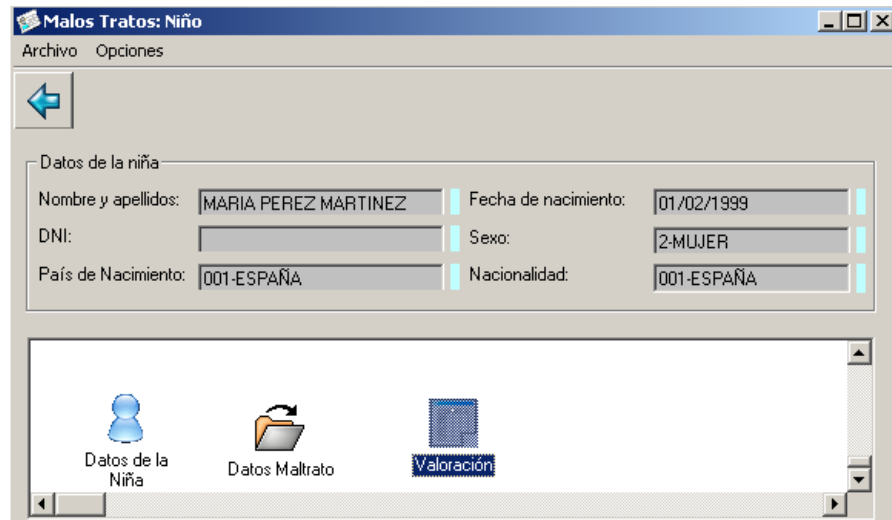 Malos Tratos: Niño
Archivo Opciones
Datos de la niña
Nombre y apellidos: MARIA PEREZ MARTINEZ Fecha de nacimiento: 01/02/1999
DNI: Sexo: 2-MUJER
País de Nacimiento: 001-ESPAÑA Nacionalidad: 001-ESPAÑA
Datos de la Datos Maltrato Valoración
Niña